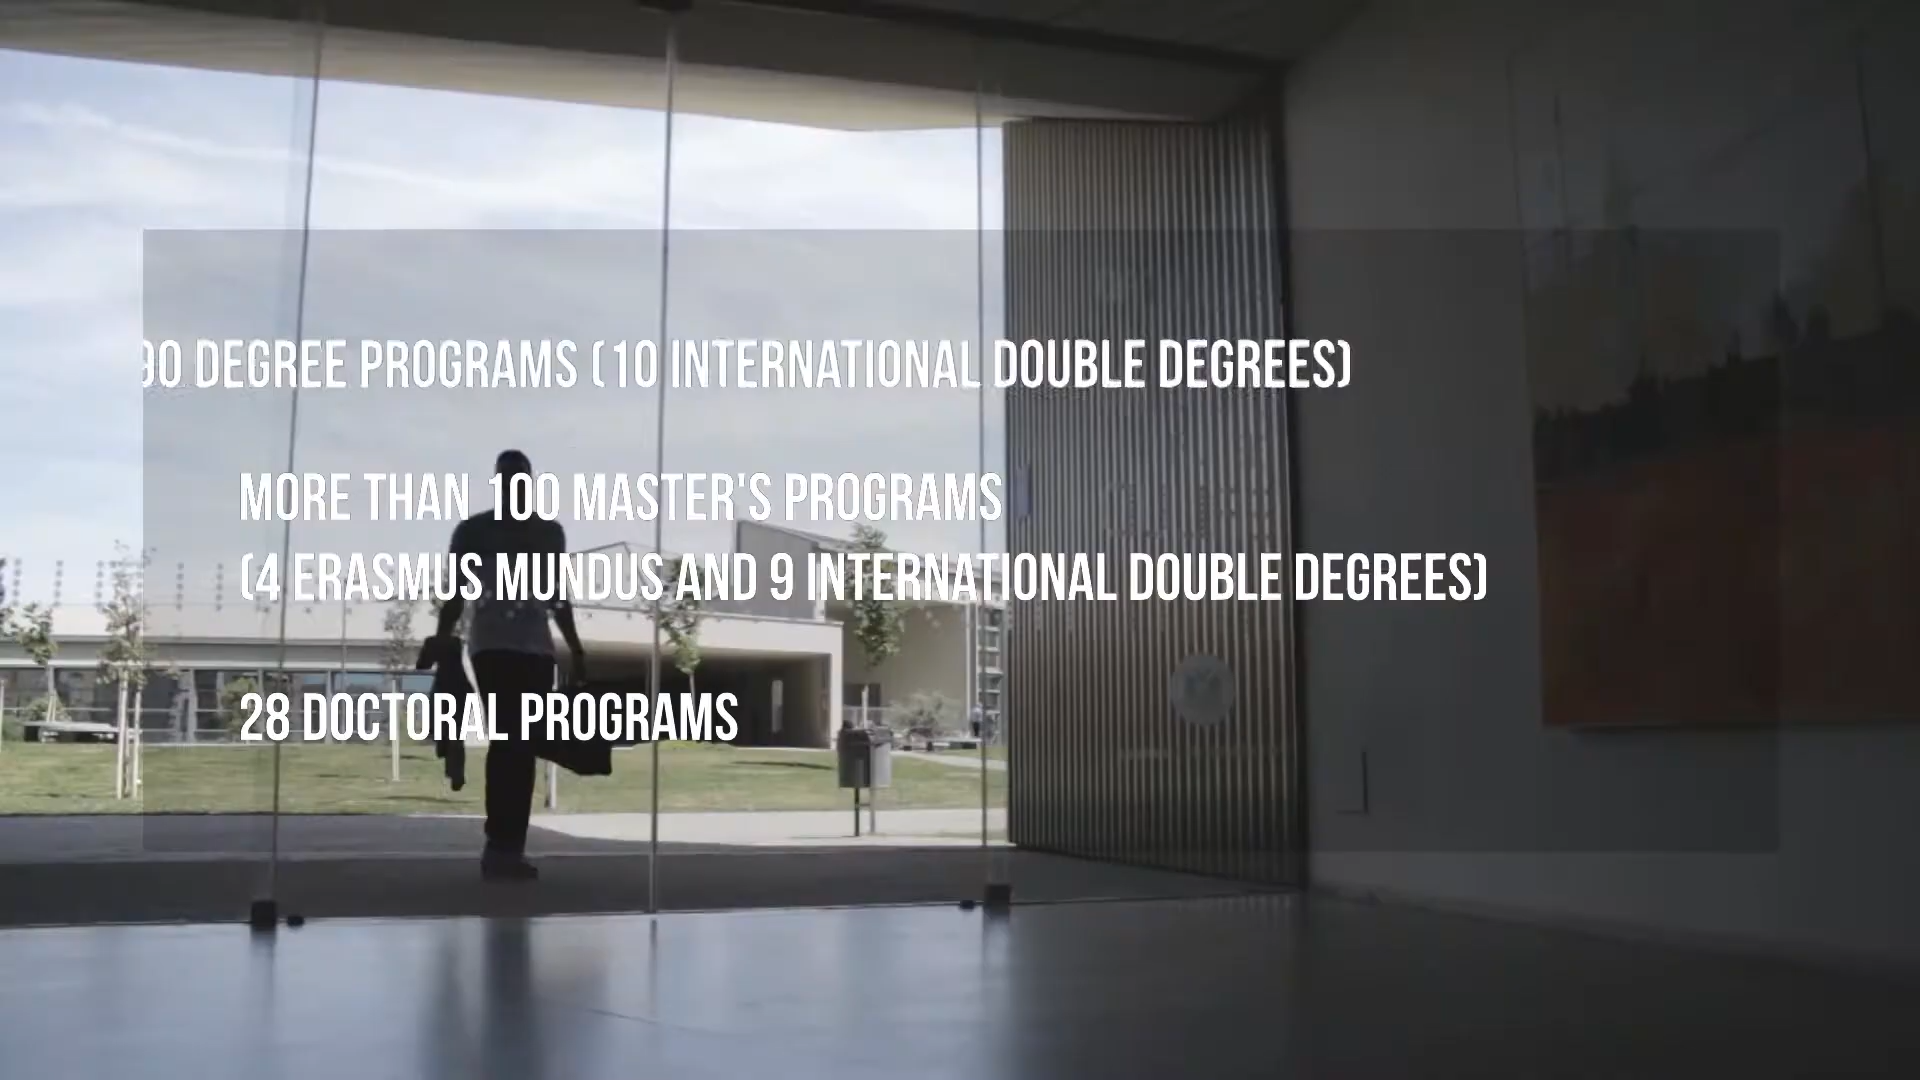 90 DEGREE PROGRAMS (10 INTERNATIONAL DOUBLE DEGREES)
MORE THAN 100 MASTER'S PROGRAMS
(4 ERASMUS MUNDUS AND 9 INTERNATIONAL DOUBLE DEGREES)
28 DOCTORAL PROGRAMS